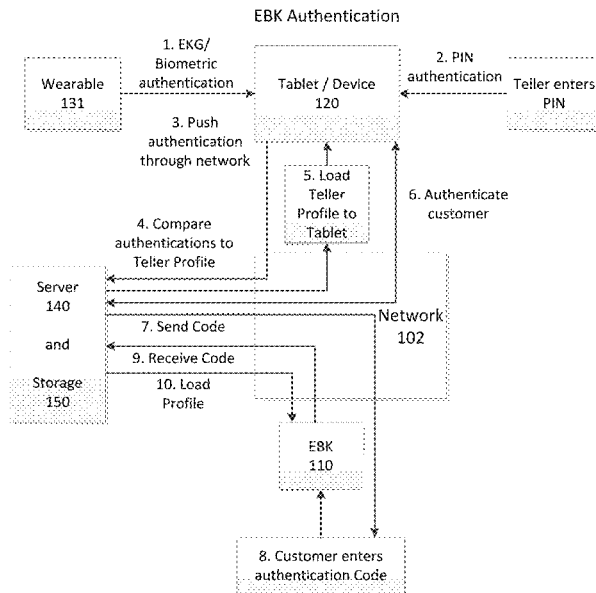 EBK Authentication
1. EKG/
Biometric
authentication
2. PIN
authentication
Wearable
131
Tablet / Device
120
Teller enters
PIN
3. Push
authentication
through network
5. Load
Teller
Profile to
Tablet
6. Authenticate
customer
4. Compare
authentications to
Teller Profile
Server
140
and
Storage
150
Network
102
7. Send Code
9. Receive Code
10. Load
Profile
EBK
110
8. Customer enters
authentication Code